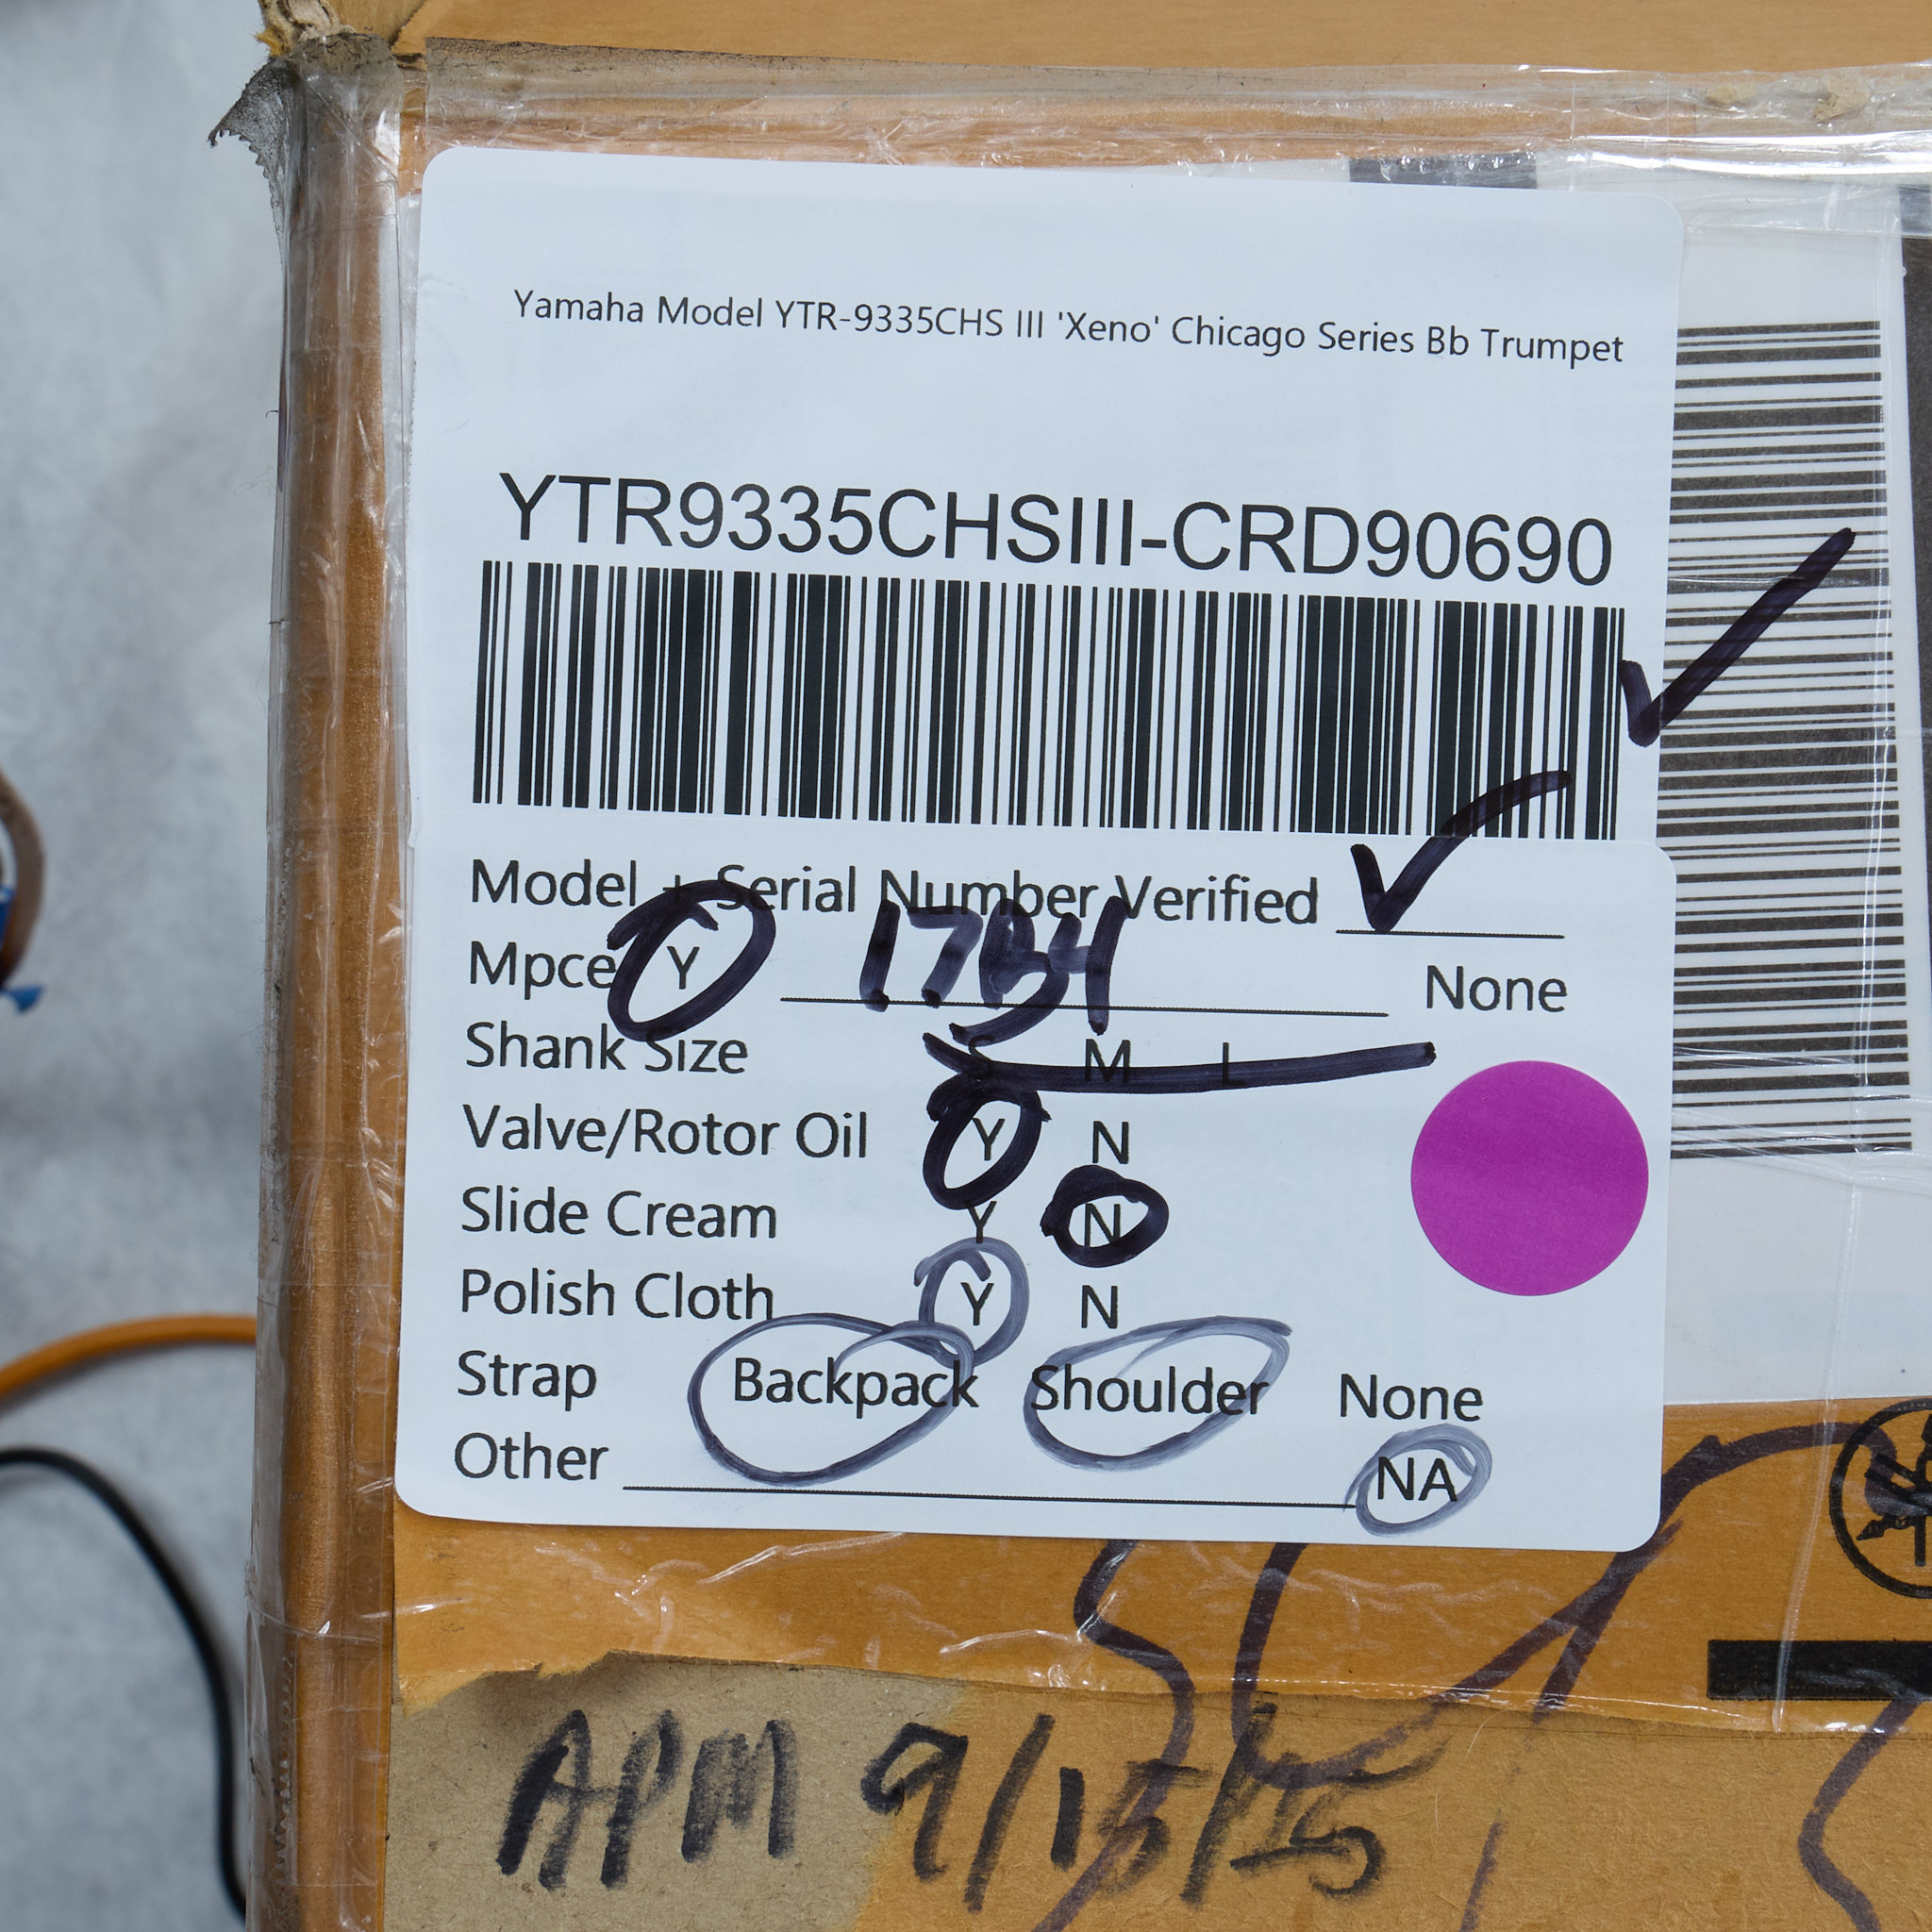 Yamaha Model YTR-9335CHS III 'Xeno' Chicago Series Bb Trumpet
YTR9335CHSIII-CRD90690
Model + Serial Number Verified ✓
Mpce Y 17B4 None
Shank Size S M L
Valve/Rotor Oil Y N
Slide Cream Y N
Polish Cloth Y N
Strap Backpack Shoulder None
Other NA
APM 9/15/25